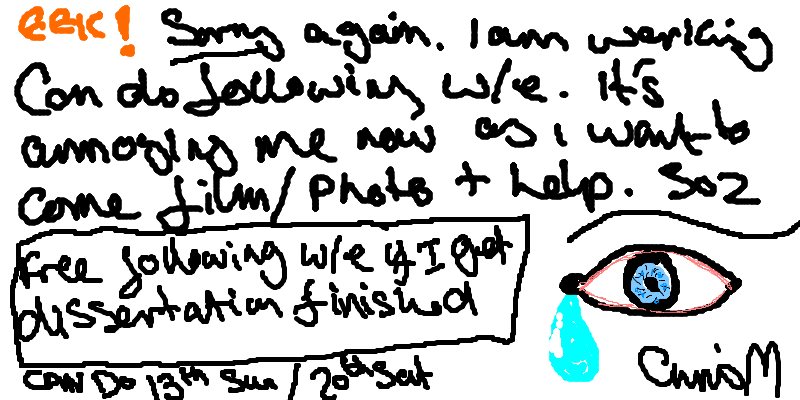 EEK! Sorry again. I am working
Can do following w/e. it's
annoying me now as i want to
come film/photo + help. Soz
Free following w/e if I get
dissertation finished
CAN DO 13th Sun / 20th Sat
ChrisM